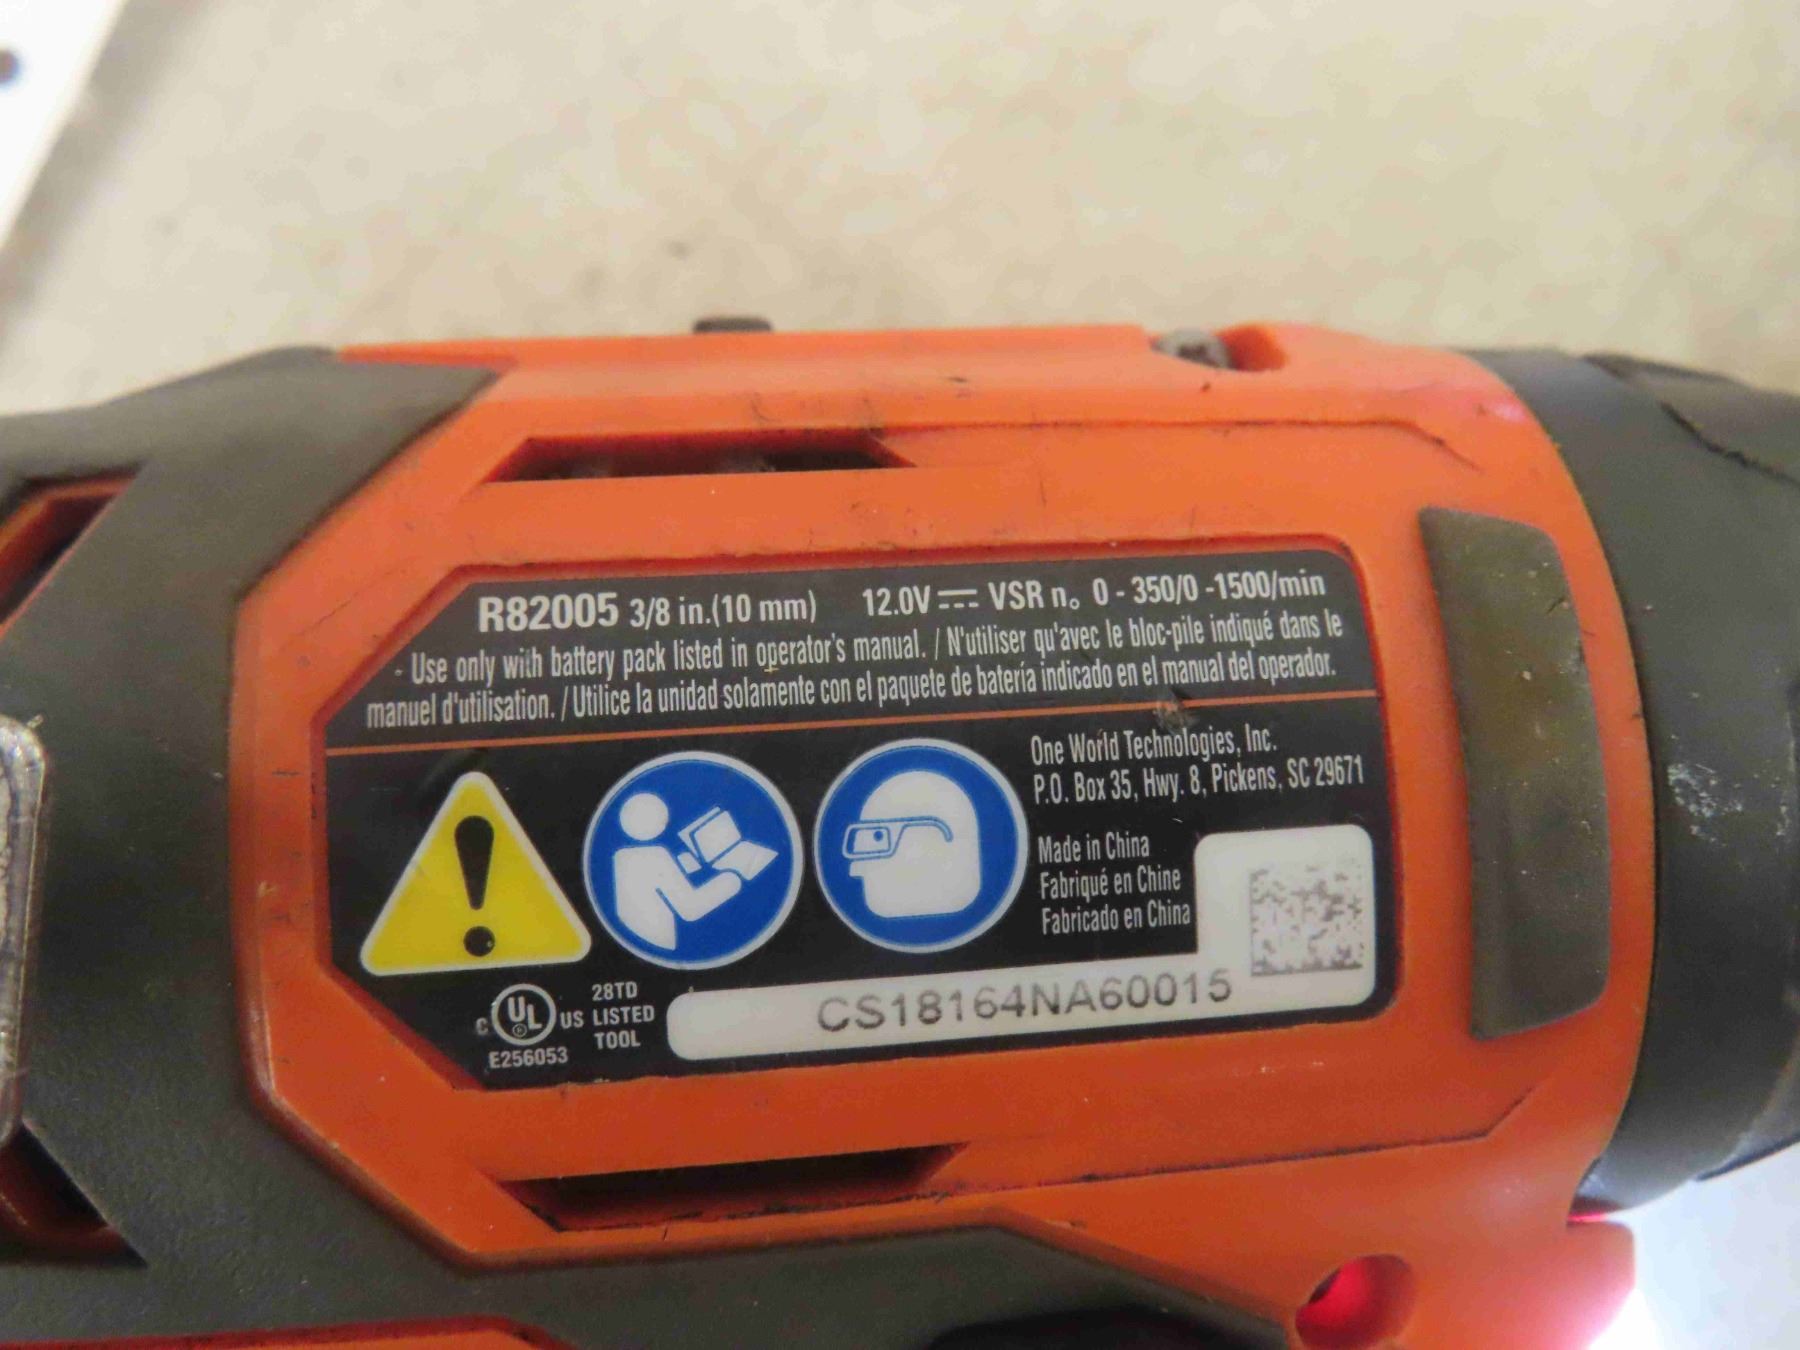 R82005 3/8 in.(10 mm) 12.0V VSR n₀ 0 - 350/0 -1500/min
- Use only with battery pack listed in operator's manual. / N'utiliser qu'avec le bloc-pile indiqué dans le
manuel d'utilisation. / Utilice la unidad solamente con el paquete de batería indicado en el manual del operador.
One World Technologies, Inc.
P.O. Box 35, Hwy. 8, Pickens, SC 29671
Made in China
Fabriqué en Chine
Fabricado en China
C UL US
E256053
28TD
LISTED
TOOL
CS18164NA60015